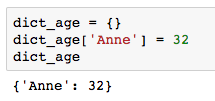 dict_age = {}
dict_age['Anne'] = 32
dict_age
{'Anne': 32}